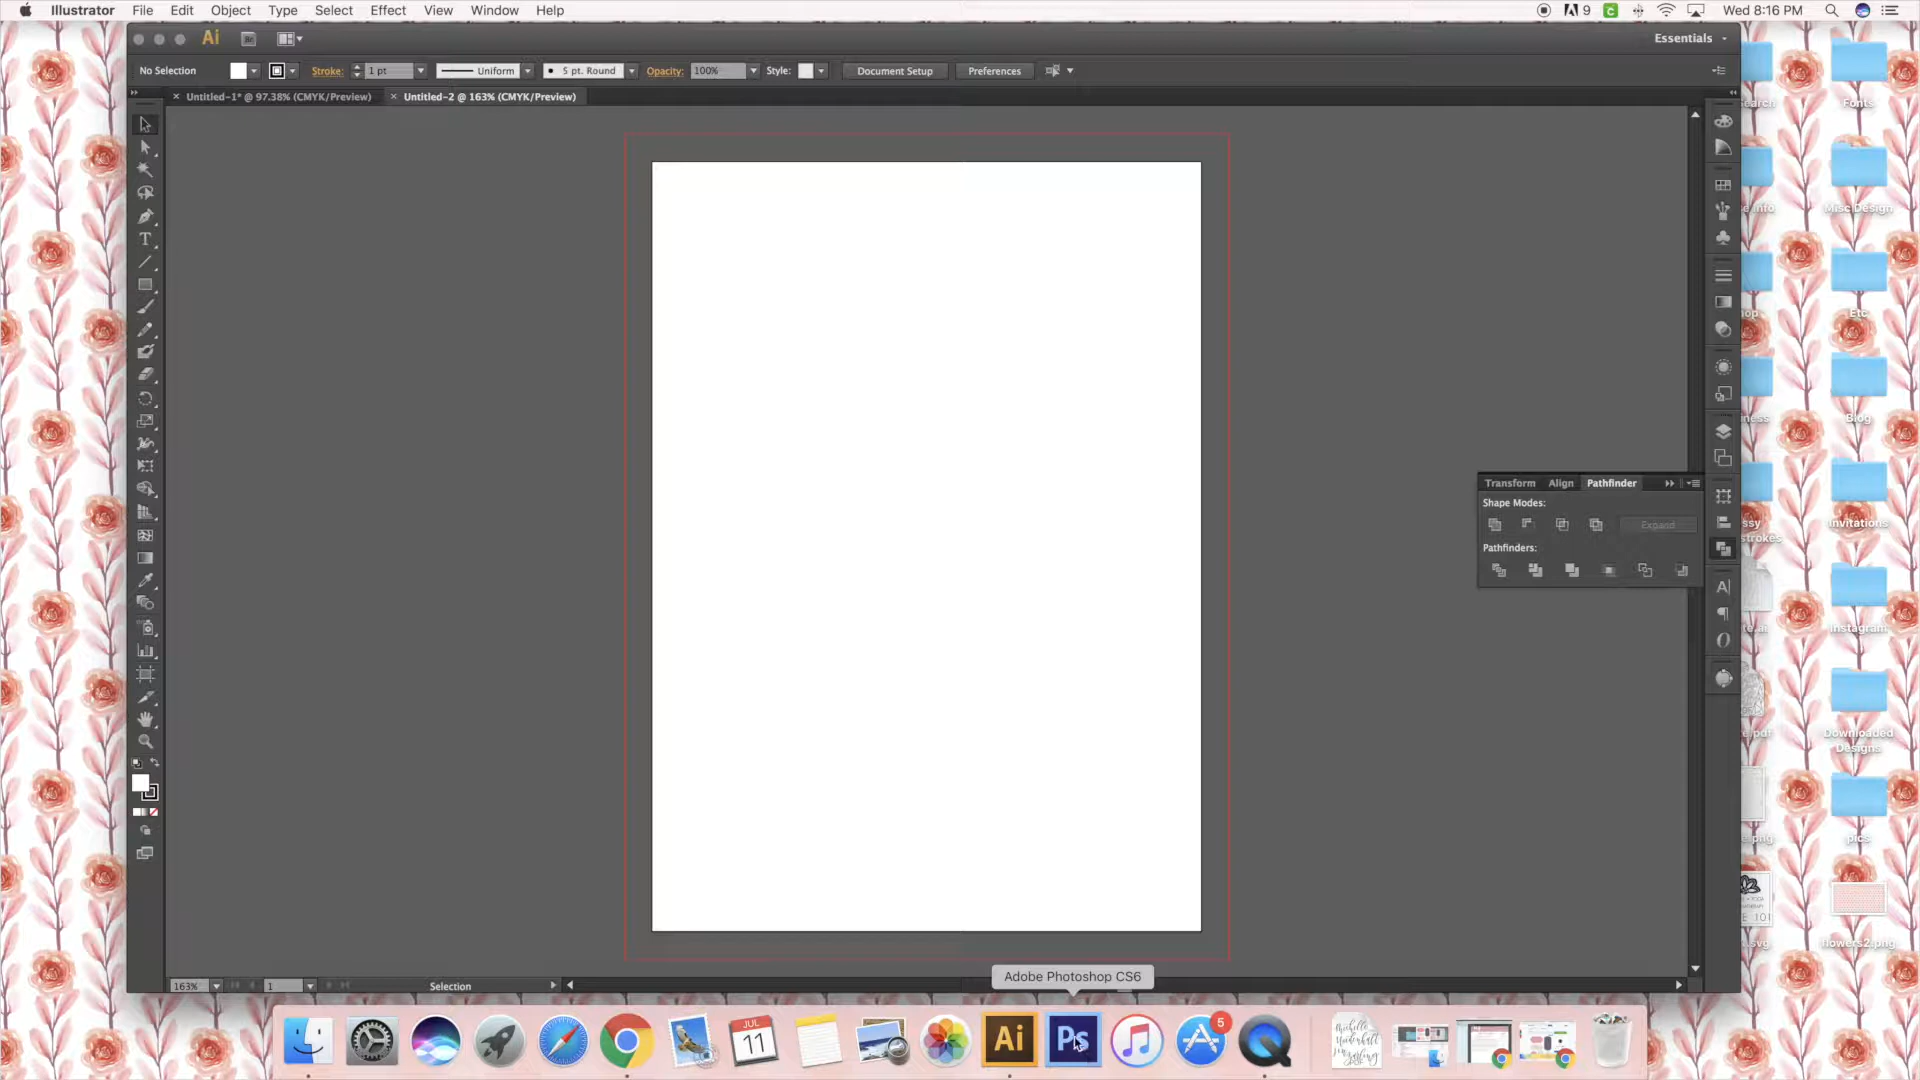 Illustrator File Edit Object Type Select Effect View Window Help
9 Wed 8:16 PM
Ai Br Essentials
No Selection Stroke: 1 pt Uniform 5 pt. Round Opacity: 100% Style: Document Setup Preferences
Untitled-1* @ 97.38% (CMYK/Preview) Untitled-2 @ 163% (CMYK/Preview)
Fonts
Misc Design
Etc
Blog
Invitations
strokes
Instagram
Downloaded
Designs
pics
flowers2.png
Transform Align Pathfinder
Shape Modes:
Expand
Pathfinders:
163% 1 Selection
Adobe Photoshop CS6
JUL
11
Ai
Ps
5